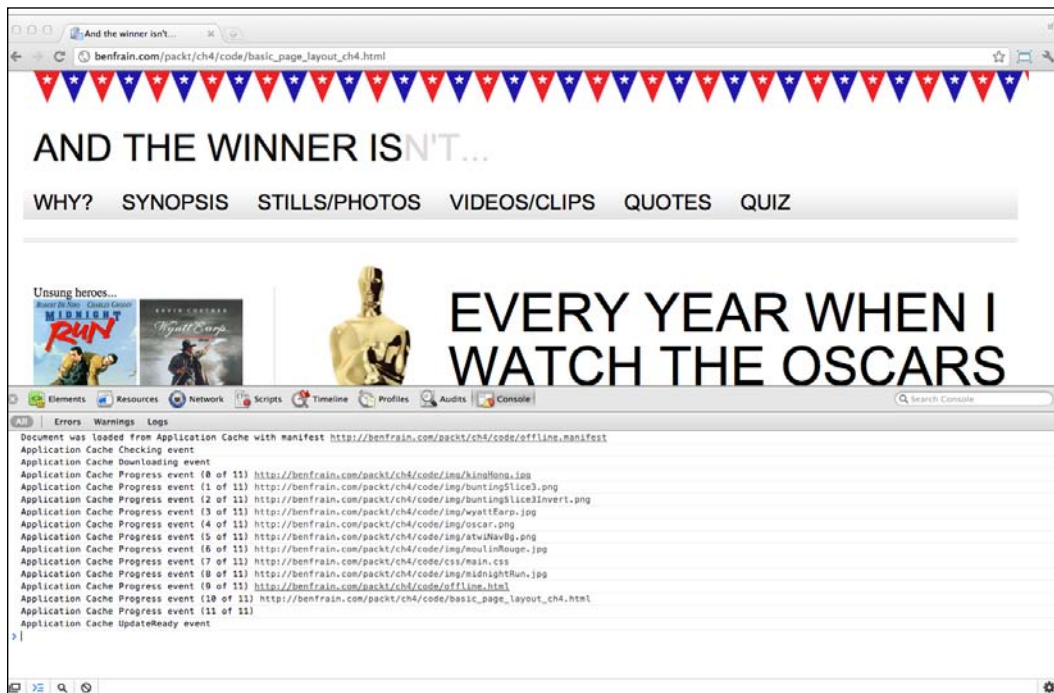 And the winner isn't...
benfrain.com/packt/ch4/code/basic_page_layout_ch4.html
AND THE WINNER ISN'T...
WHY? SYNOPSIS STILLS/PHOTOS VIDEOS/CLIPS QUOTES QUIZ
Unsung heroes...
ROBERT DE NIRO CHARLES GRODIN
MIDNIGHT
RUN
KEVIN COSTNER
Wyatt Earp
EVERY YEAR WHEN I
WATCH THE OSCARS
Elements Resources Network Scripts Timeline Profiles Audits Console Search Console
All Errors Warnings Logs
Document was loaded from Application Cache with manifest http://benfrain.com/packt/ch4/code/offline.manifest
Application Cache Checking event
Application Cache Downloading event
Application Cache Progress event (0 of 11) http://benfrain.com/packt/ch4/code/img/kingHong.jpg
Application Cache Progress event (1 of 11) http://benfrain.com/packt/ch4/code/img/buntingSlice3.png
Application Cache Progress event (2 of 11) http://benfrain.com/packt/ch4/code/img/buntingSlice3Invert.png
Application Cache Progress event (3 of 11) http://benfrain.com/packt/ch4/code/img/wyattEarp.jpg
Application Cache Progress event (4 of 11) http://benfrain.com/packt/ch4/code/img/oscar.png
Application Cache Progress event (5 of 11) http://benfrain.com/packt/ch4/code/img/atwiNavBg.png
Application Cache Progress event (6 of 11) http://benfrain.com/packt/ch4/code/img/moulinRouge.jpg
Application Cache Progress event (7 of 11) http://benfrain.com/packt/ch4/code/css/main.css
Application Cache Progress event (8 of 11) http://benfrain.com/packt/ch4/code/img/midnightRun.jpg
Application Cache Progress event (9 of 11) http://benfrain.com/packt/ch4/code/offline.html
Application Cache Progress event (10 of 11) http://benfrain.com/packt/ch4/code/basic_page_layout_ch4.html
Application Cache Progress event (11 of 11)
Application Cache UpdateReady event